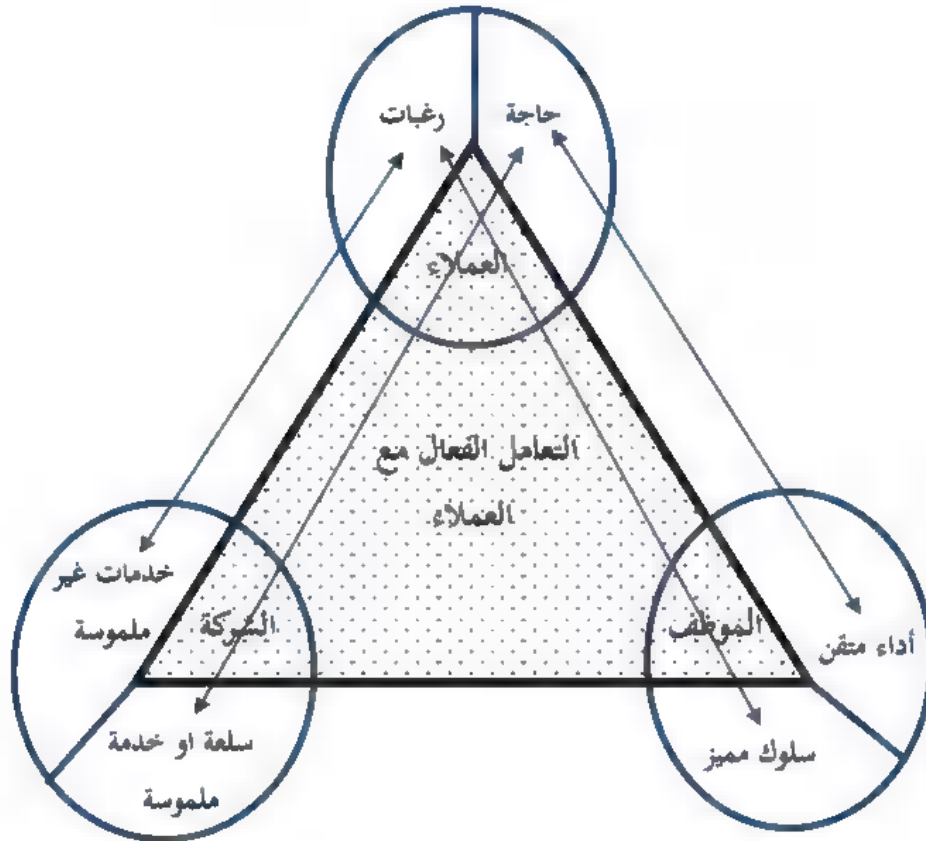 حاجة
رغبات
العملاء
التعامل الفعال مع
العملاء
خدمات غير
ملموسة
الشركة
سلعة او خدمة
ملموسة
الموظف
أداء متقن
سلوك مميز